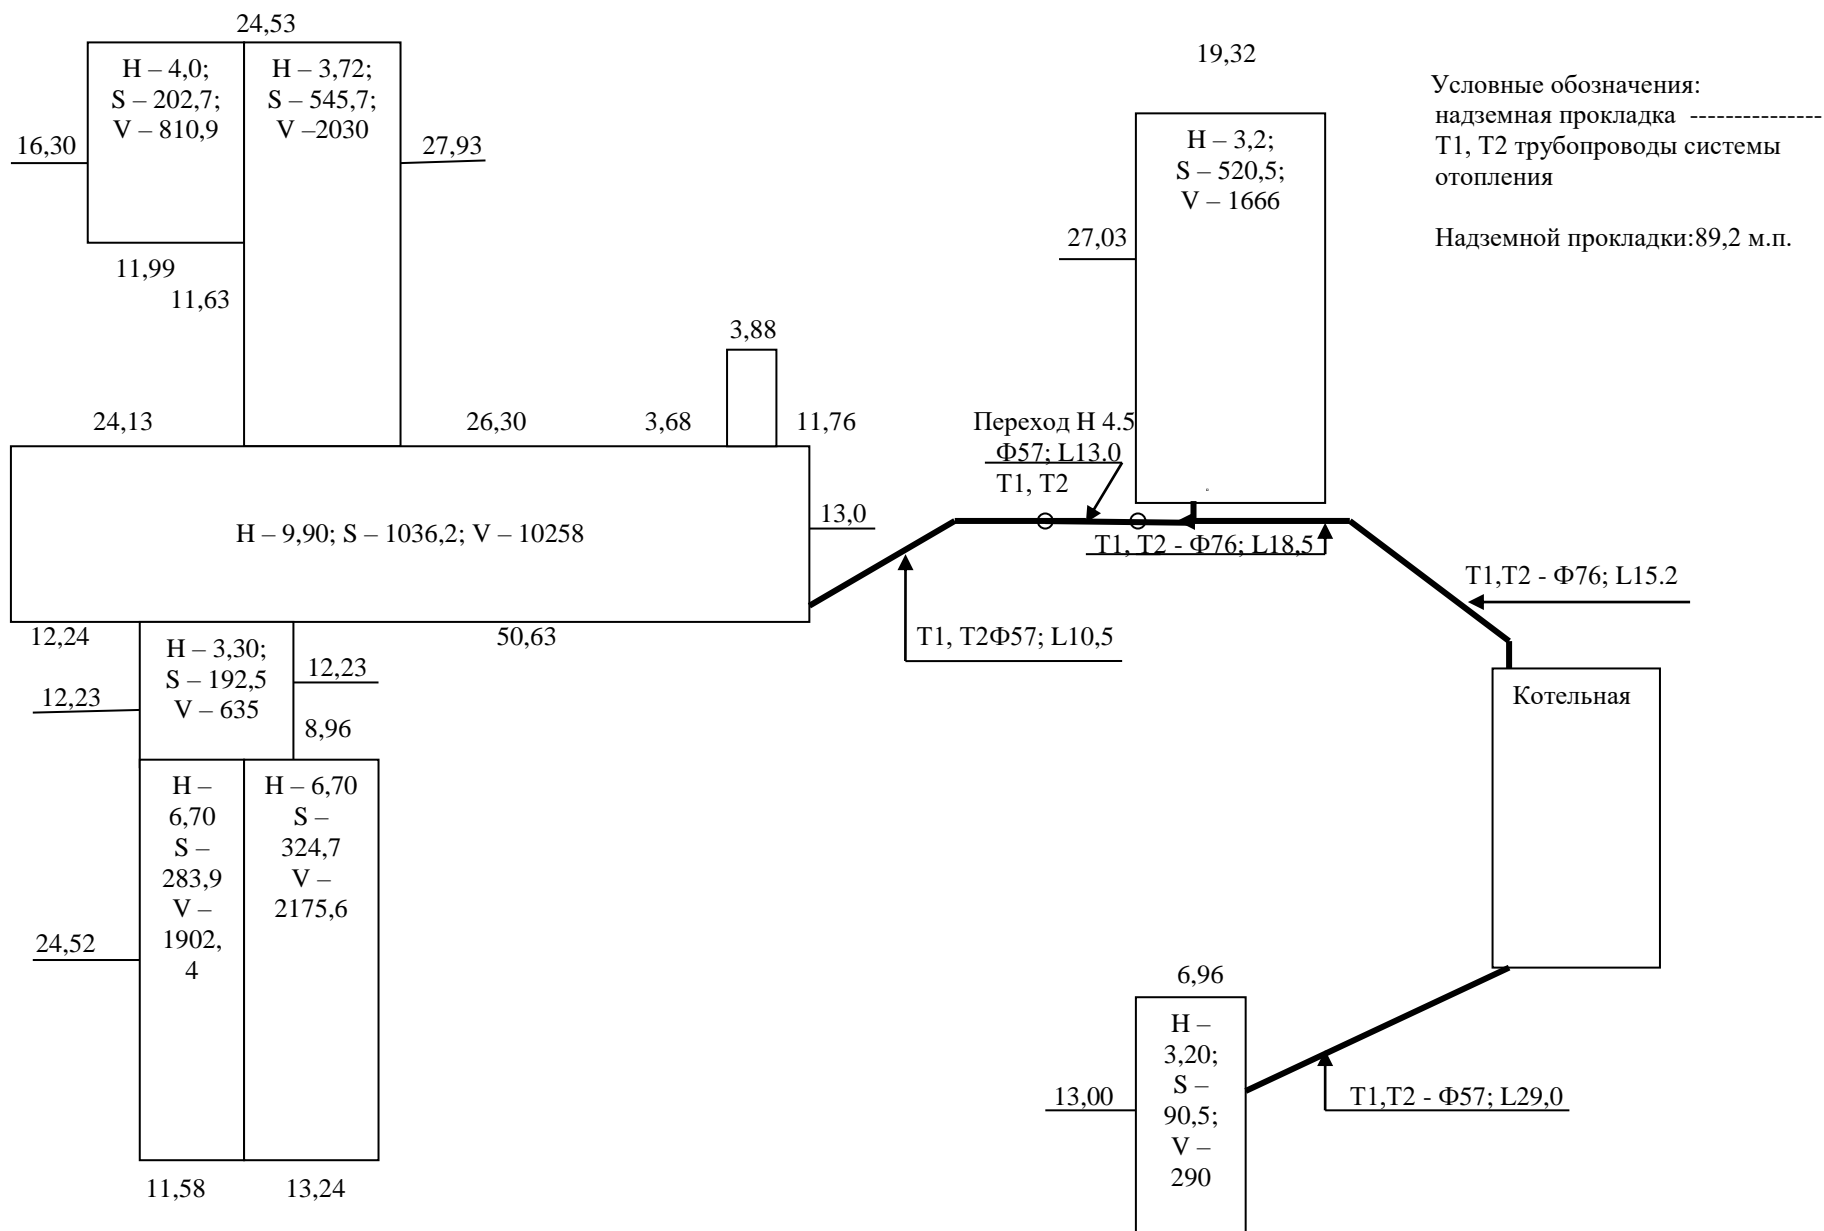 24,53
Н – 4,0;
S – 202,7;
V – 810,9
Н – 3,72;
S – 545,7;
V –2030
16,30
27,93
11,99
11,63
3,88
24,13
26,30
3,68
11,76
Н – 9,90; S – 1036,2; V – 10258
13,0
12,24
50,63
Н – 3,30;
S – 192,5
V – 635
12,23
12,23
8,96
Н –
6,70
S –
283,9
V –
1902,
4
Н – 6,70
S –
324,7
V –
2175,6
24,52
11,58
13,24
19,32
Н – 3,2;
S – 520,5;
V – 1666
27,03
Переход Н 4.5
Ф57; L13.0
Т1, Т2
Т1, Т2 - Ф76; L18,5
Т1, Т2Ф57; L10,5
Т1,Т2 - Ф76; L15.2
Котельная
6,96
Н –
3,20;
S –
90,5;
V –
290
13,00
Т1,Т2 - Ф57; L29,0
Условные обозначения:
надземная прокладка ---------------
Т1, Т2 трубопроводы системы
отопления
Надземной прокладки:89,2 м.п.